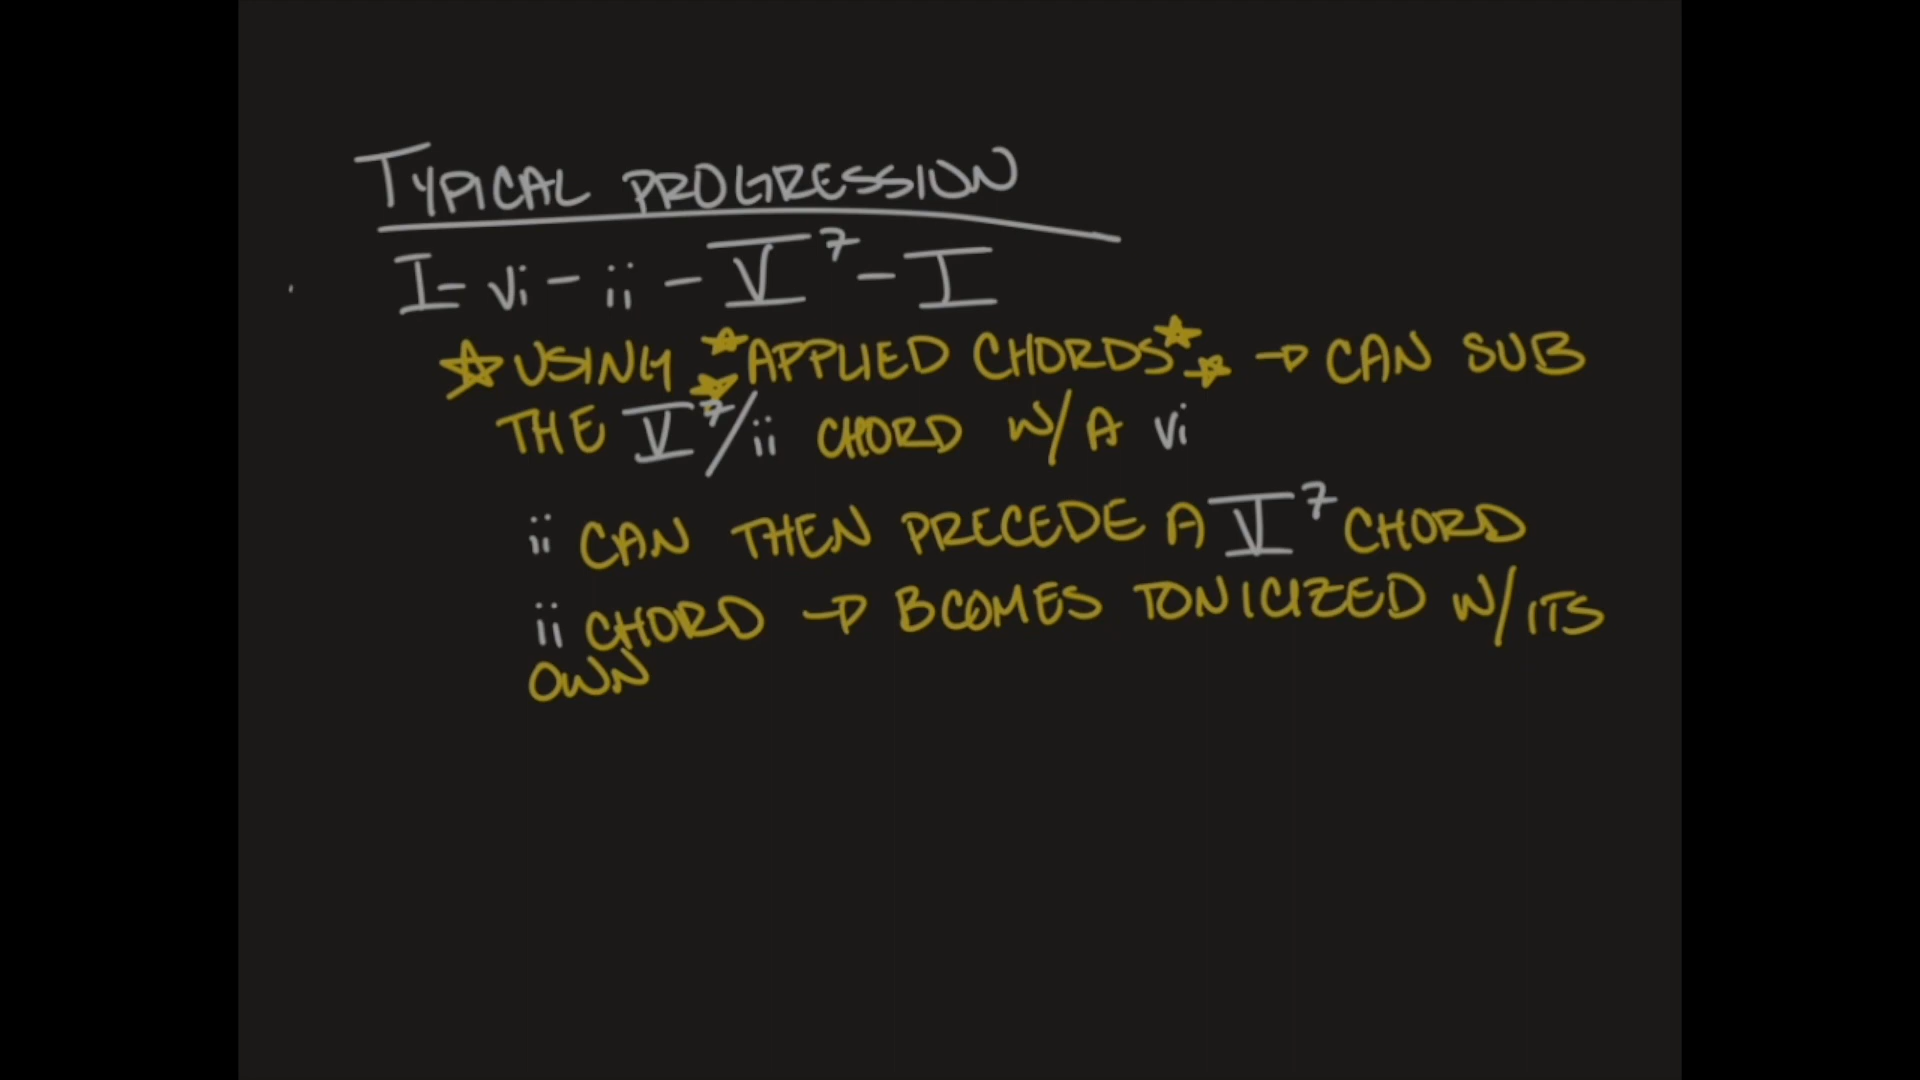 TYPICAL PROGRESSION
I - vi - ii - V⁷ - I
☆ USING ☆☆APPLIED CHORDS☆☆ → CAN SUB
THE V⁷/ii CHORD W/ A vi
ii CAN THEN PRECEDE A V⁷ CHORD
ii CHORD → BCOMES TONICIZED W/ ITS
OWN